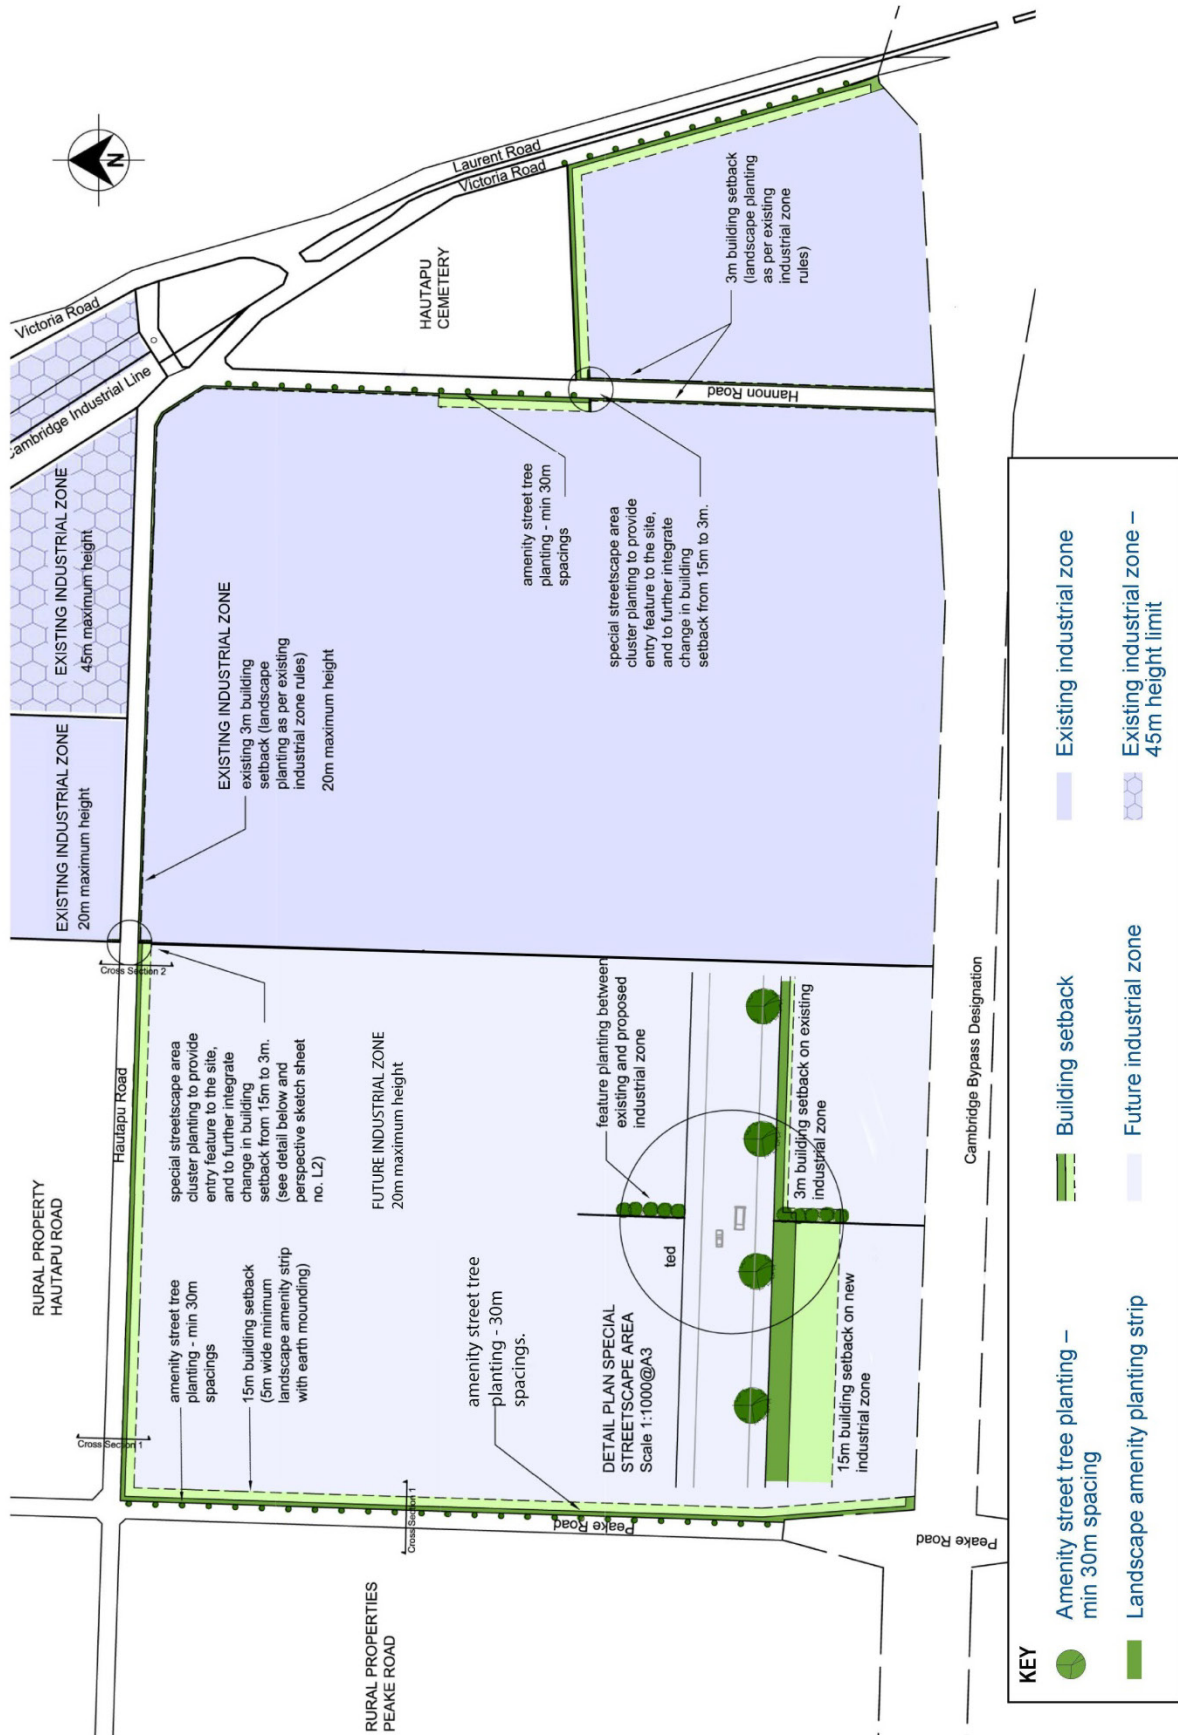 RURAL PROPERTY
HAUTAPU ROAD
RURAL PROPERTIES
PEAKE ROAD
Hautapu Road
Cross Section 1
Cross Section 2
Cross Section 1
Peake Road
Peake Road
amenity street tree
planting - min 30m
spacings
15m building setback
(5m wide minimum
landscape amenity strip
with earth mounding)
special streetscape area
cluster planting to provide
entry feature to the site,
and to further integrate
change in building
setback from 15m to 3m.
(see detail below and
perspective sketch sheet
no. L2)
FUTURE INDUSTRIAL ZONE
20m maximum height
amenity street tree
planting - 30m
spacings.
EXISTING INDUSTRIAL ZONE
20m maximum height
EXISTING INDUSTRIAL ZONE
45m maximum height
EXISTING INDUSTRIAL ZONE
existing 3m building
setback (landscape
planting as per existing
industrial zone rules)
20m maximum height
Cambridge Industrial Line
Victoria Road
N
Laurent Road
Victoria Road
HAUTAPU
CEMETERY
amenity street tree
planting - min 30m
spacings
special streetscape area
cluster planting to provide
entry feature to the site,
and to further integrate
change in building
setback from 15m to 3m.
3m building setback
(landscape planting
as per existing
industrial zone
rules)
Hannon Road
DETAIL PLAN SPECIAL
STREETSCAPE AREA
Scale 1:1000@A3
ted
feature planting between
existing and proposed
industrial zone
15m building setback on new
industrial zone
3m building setback on existing
industrial zone
Cambridge Bypass Designation
KEY
Amenity street tree planting –
min 30m spacing
Landscape amenity planting strip
Building setback
Future industrial zone
Existing industrial zone
Existing industrial zone –
45m height limit